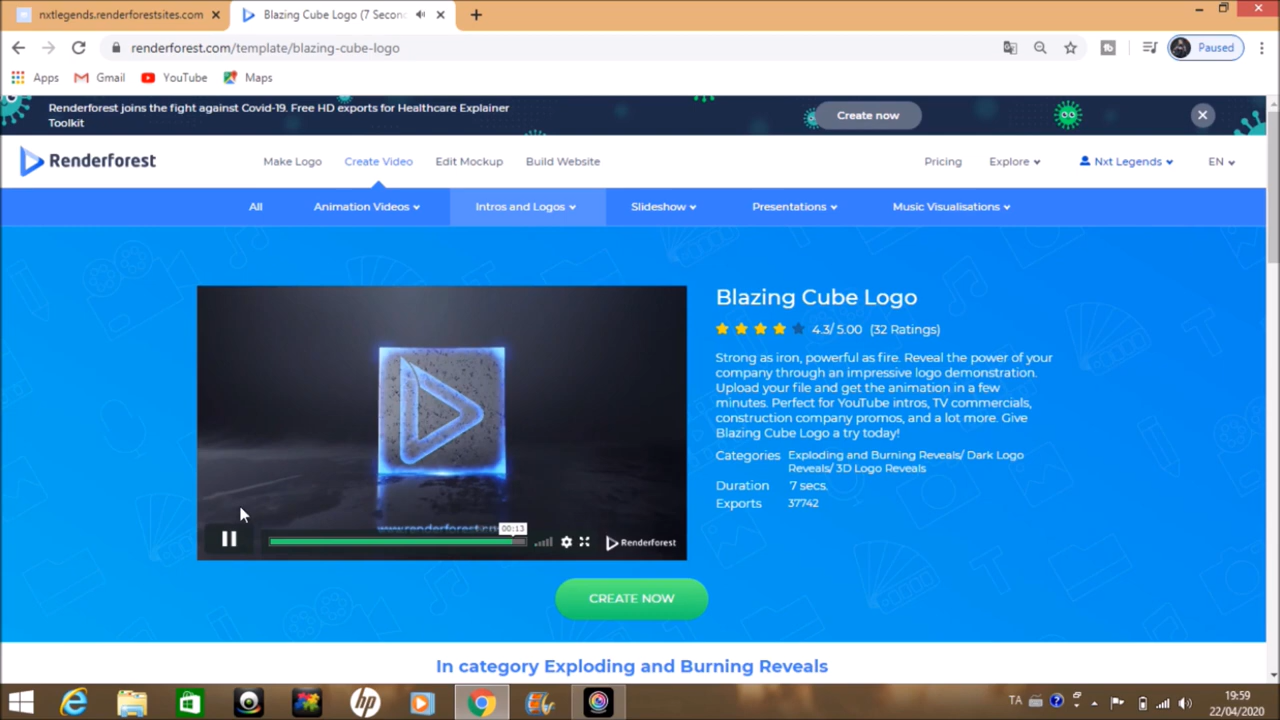 nxtlegends.renderforestsites.com
Blazing Cube Logo (7 Secon
renderforest.com/template/blazing-cube-logo
Paused
Apps
Gmail
YouTube
Maps
Renderforest joins the fight against Covid-19. Free HD exports for Healthcare Explainer
Toolkit
Create now
Renderforest
Make Logo
Create Video
Edit Mockup
Build Website
Pricing
Explore
Nxt Legends
EN
All
Animation Videos
Intros and Logos
Slideshow
Presentations
Music Visualisations
Blazing Cube Logo
4.3/ 5.00 (32 Ratings)
Strong as iron, powerful as fire. Reveal the power of your
company through an impressive logo demonstration.
Upload your file and get the animation in a few
minutes. Perfect for YouTube intros, TV commercials,
construction company promos, and a lot more. Give
Blazing Cube Logo a try today!
Categories Exploding and Burning Reveals/ Dark Logo
Reveals/ 3D Logo Reveals
Duration 7 secs.
Exports 37742
00:13
Renderforest
CREATE NOW
In category Exploding and Burning Reveals
TA
19:59
22/04/2020